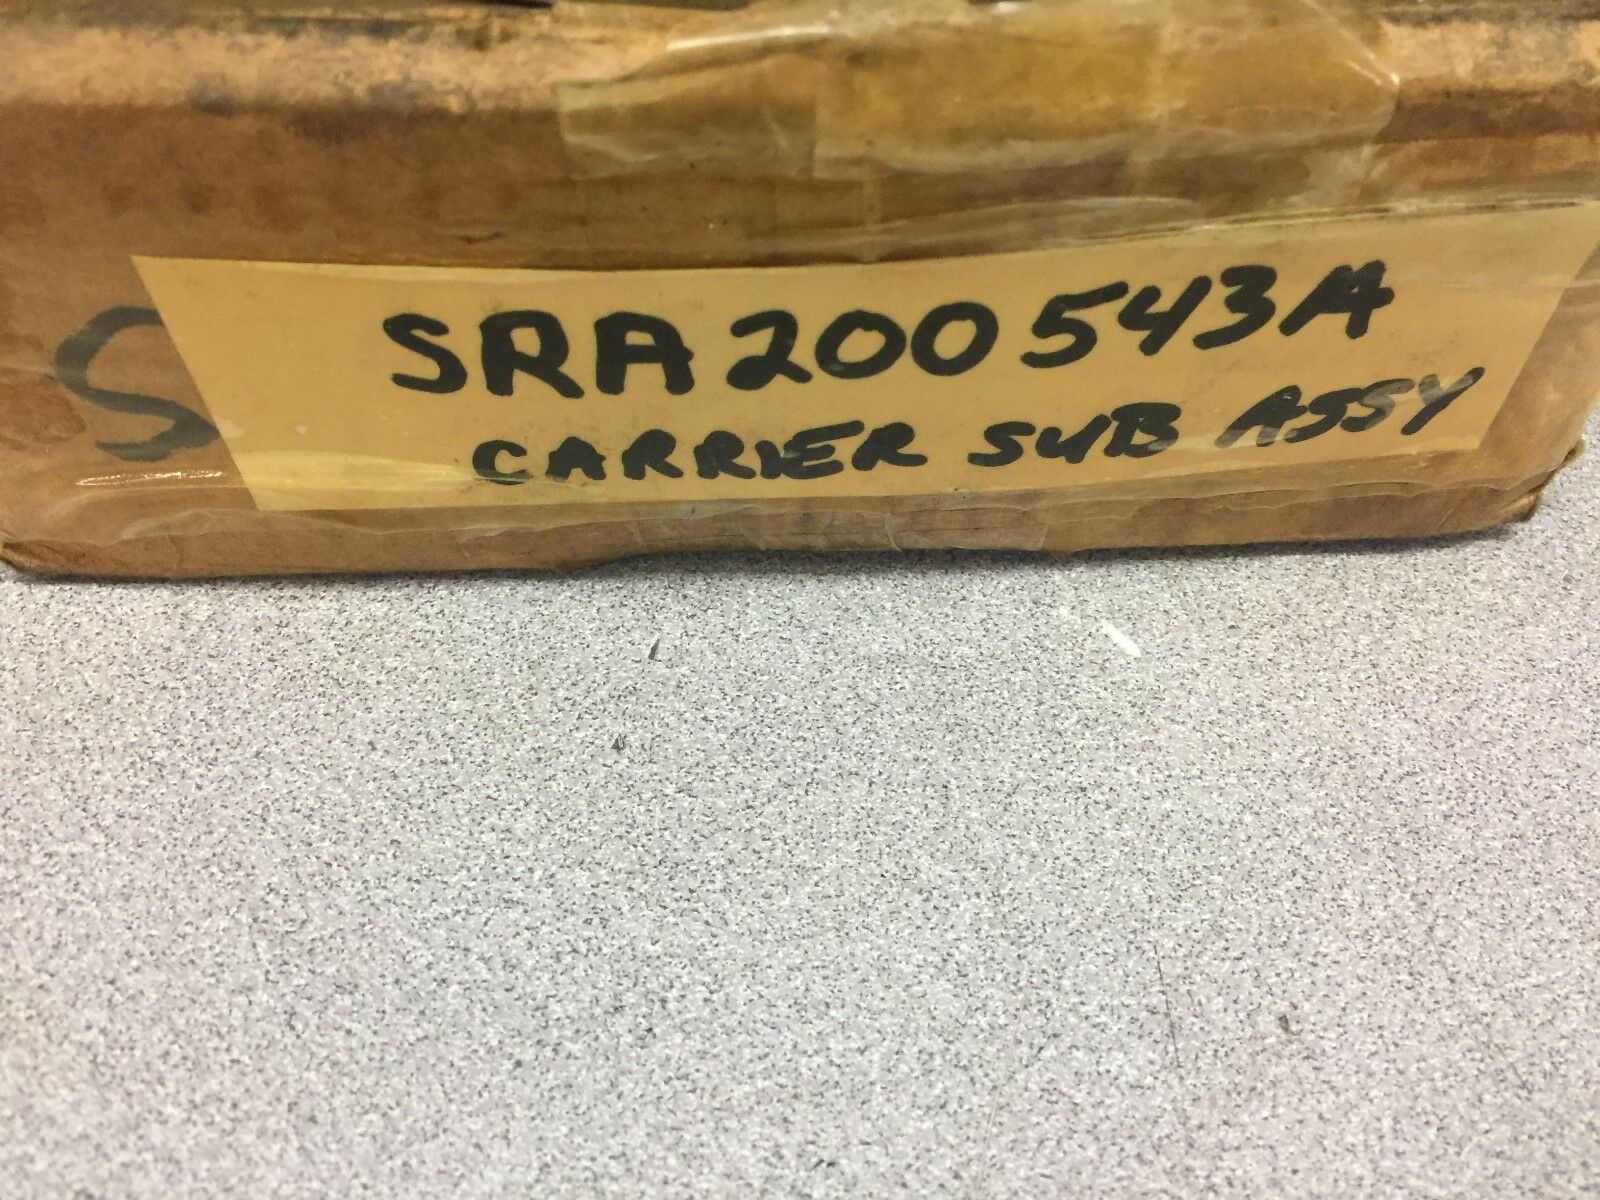 S
SRA200543A
CARRIER SUB ASSY